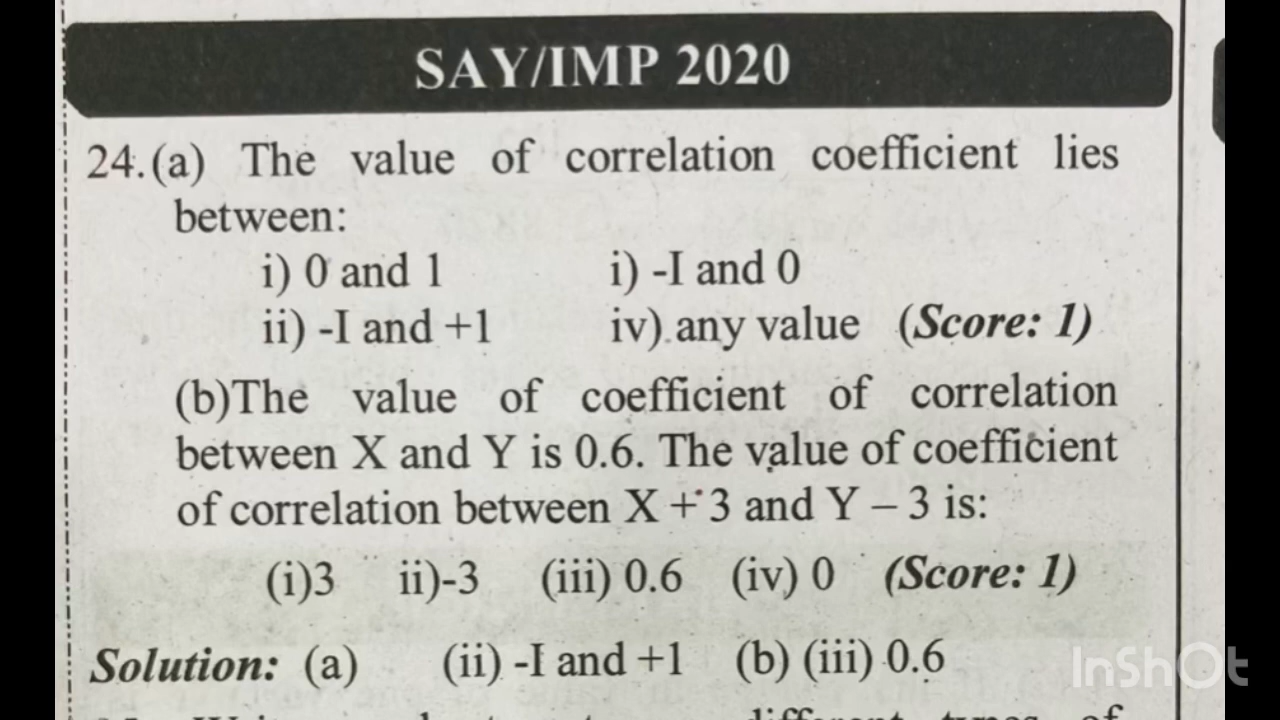 SAY/IMP 2020
24.(a) The value of correlation coefficient lies
between:
i) 0 and 1 i) -I and 0
ii) -I and +1 iv) any value (Score: 1)
(b)The value of coefficient of correlation
between X and Y is 0.6. The value of coefficient
of correlation between X + 3 and Y – 3 is:
(i)3 ii)-3 (iii) 0.6 (iv) 0 (Score: 1)
Solution: (a) (ii) -I and +1 (b) (iii) 0.6
InShOt
different types of